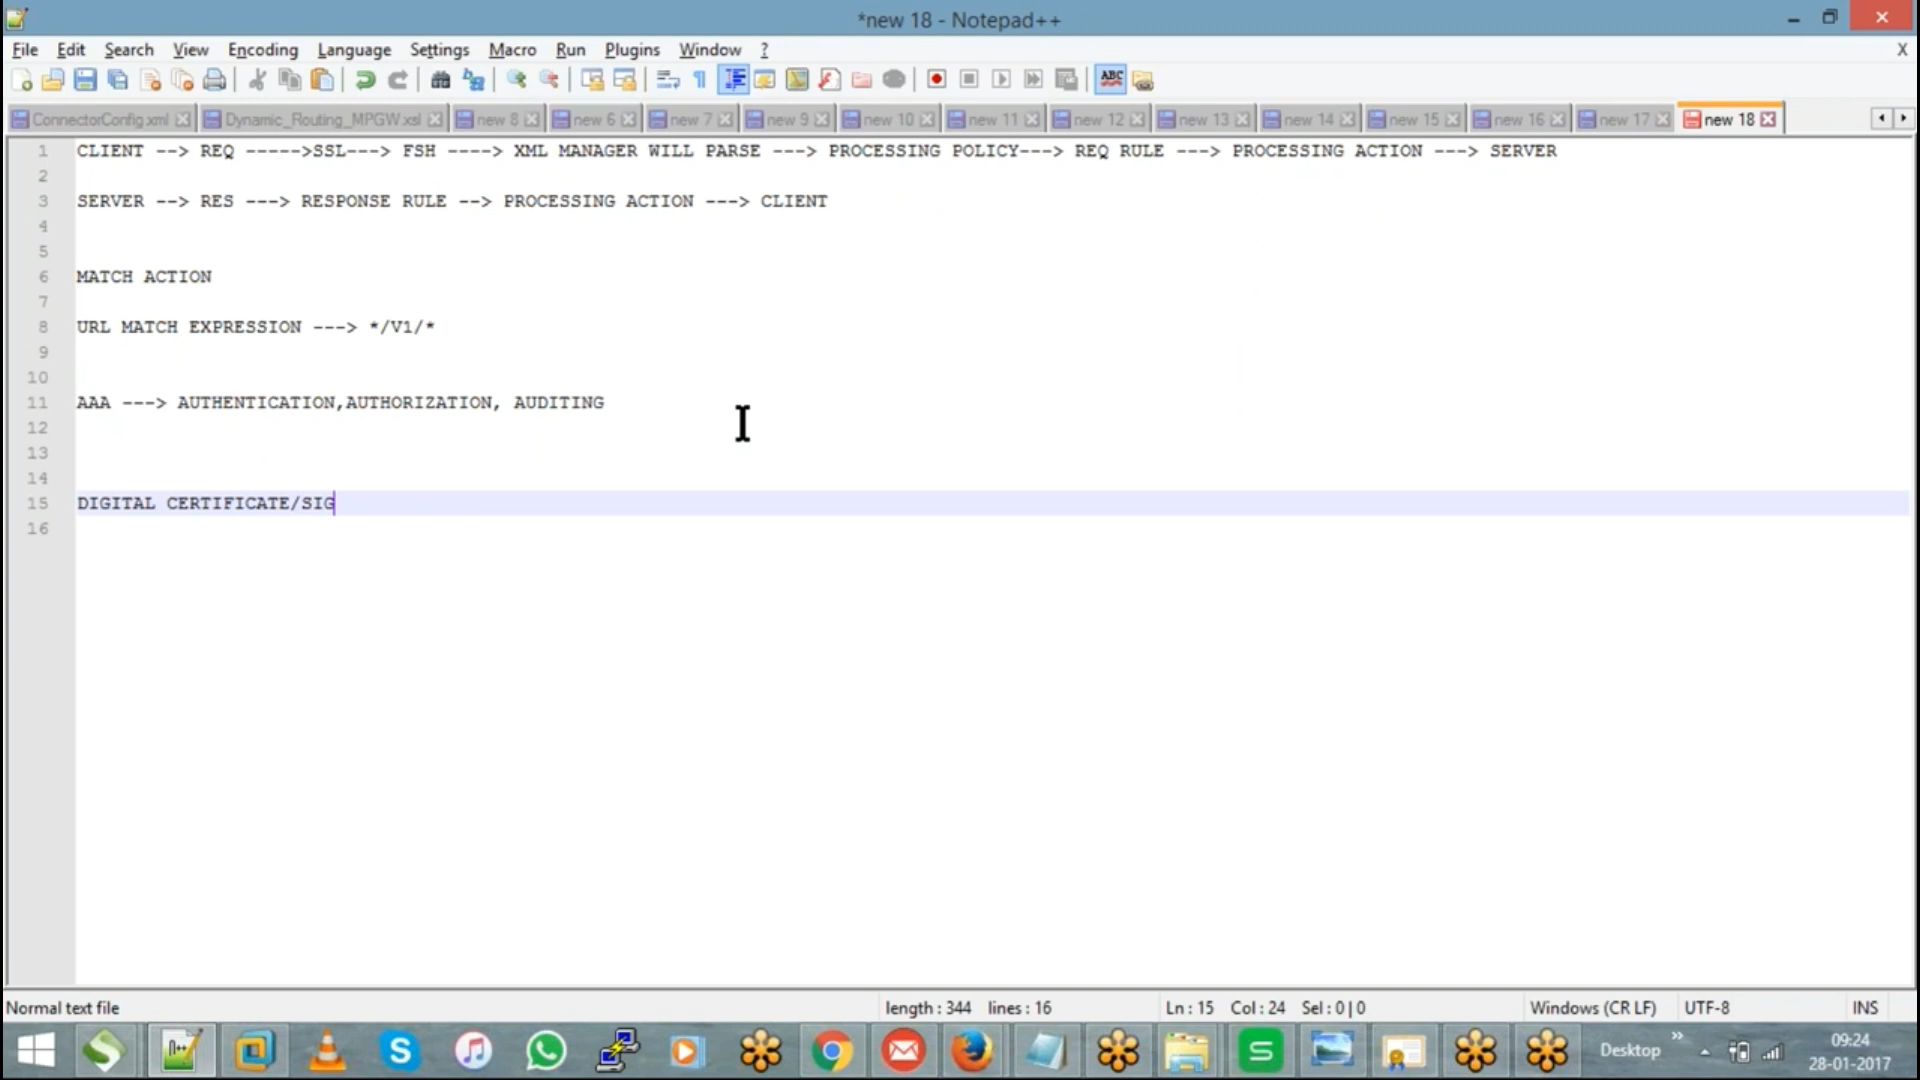 *new 18 - Notepad++
File Edit Search View Encoding Language Settings Macro Run Plugins Window ?
X
ABC
ConnectorConfig.xml Dynamic_Routing_MPGW.xsl new 8 new 6 new 7 new 9 new 10 new 11 new 12 new 13 new 14 new 15 new 16 new 17 new 18
1 CLIENT --> REQ ----->SSL---> FSH ----> XML MANAGER WILL PARSE ---> PROCESSING POLICY---> REQ RULE ---> PROCESSING ACTION ---> SERVER
2
3 SERVER --> RES ---> RESPONSE RULE --> PROCESSING ACTION ---> CLIENT
4
5
6 MATCH ACTION
7
8 URL MATCH EXPRESSION ---> */V1/*
9
10
11 AAA ---> AUTHENTICATION,AUTHORIZATION, AUDITING
12
13
14
15 DIGITAL CERTIFICATE/SIG
16
Normal text file length : 344 lines : 16 Ln : 15 Col : 24 Sel : 0 | 0 Windows (CR LF) UTF-8 INS
Desktop » 09:24
28-01-2017